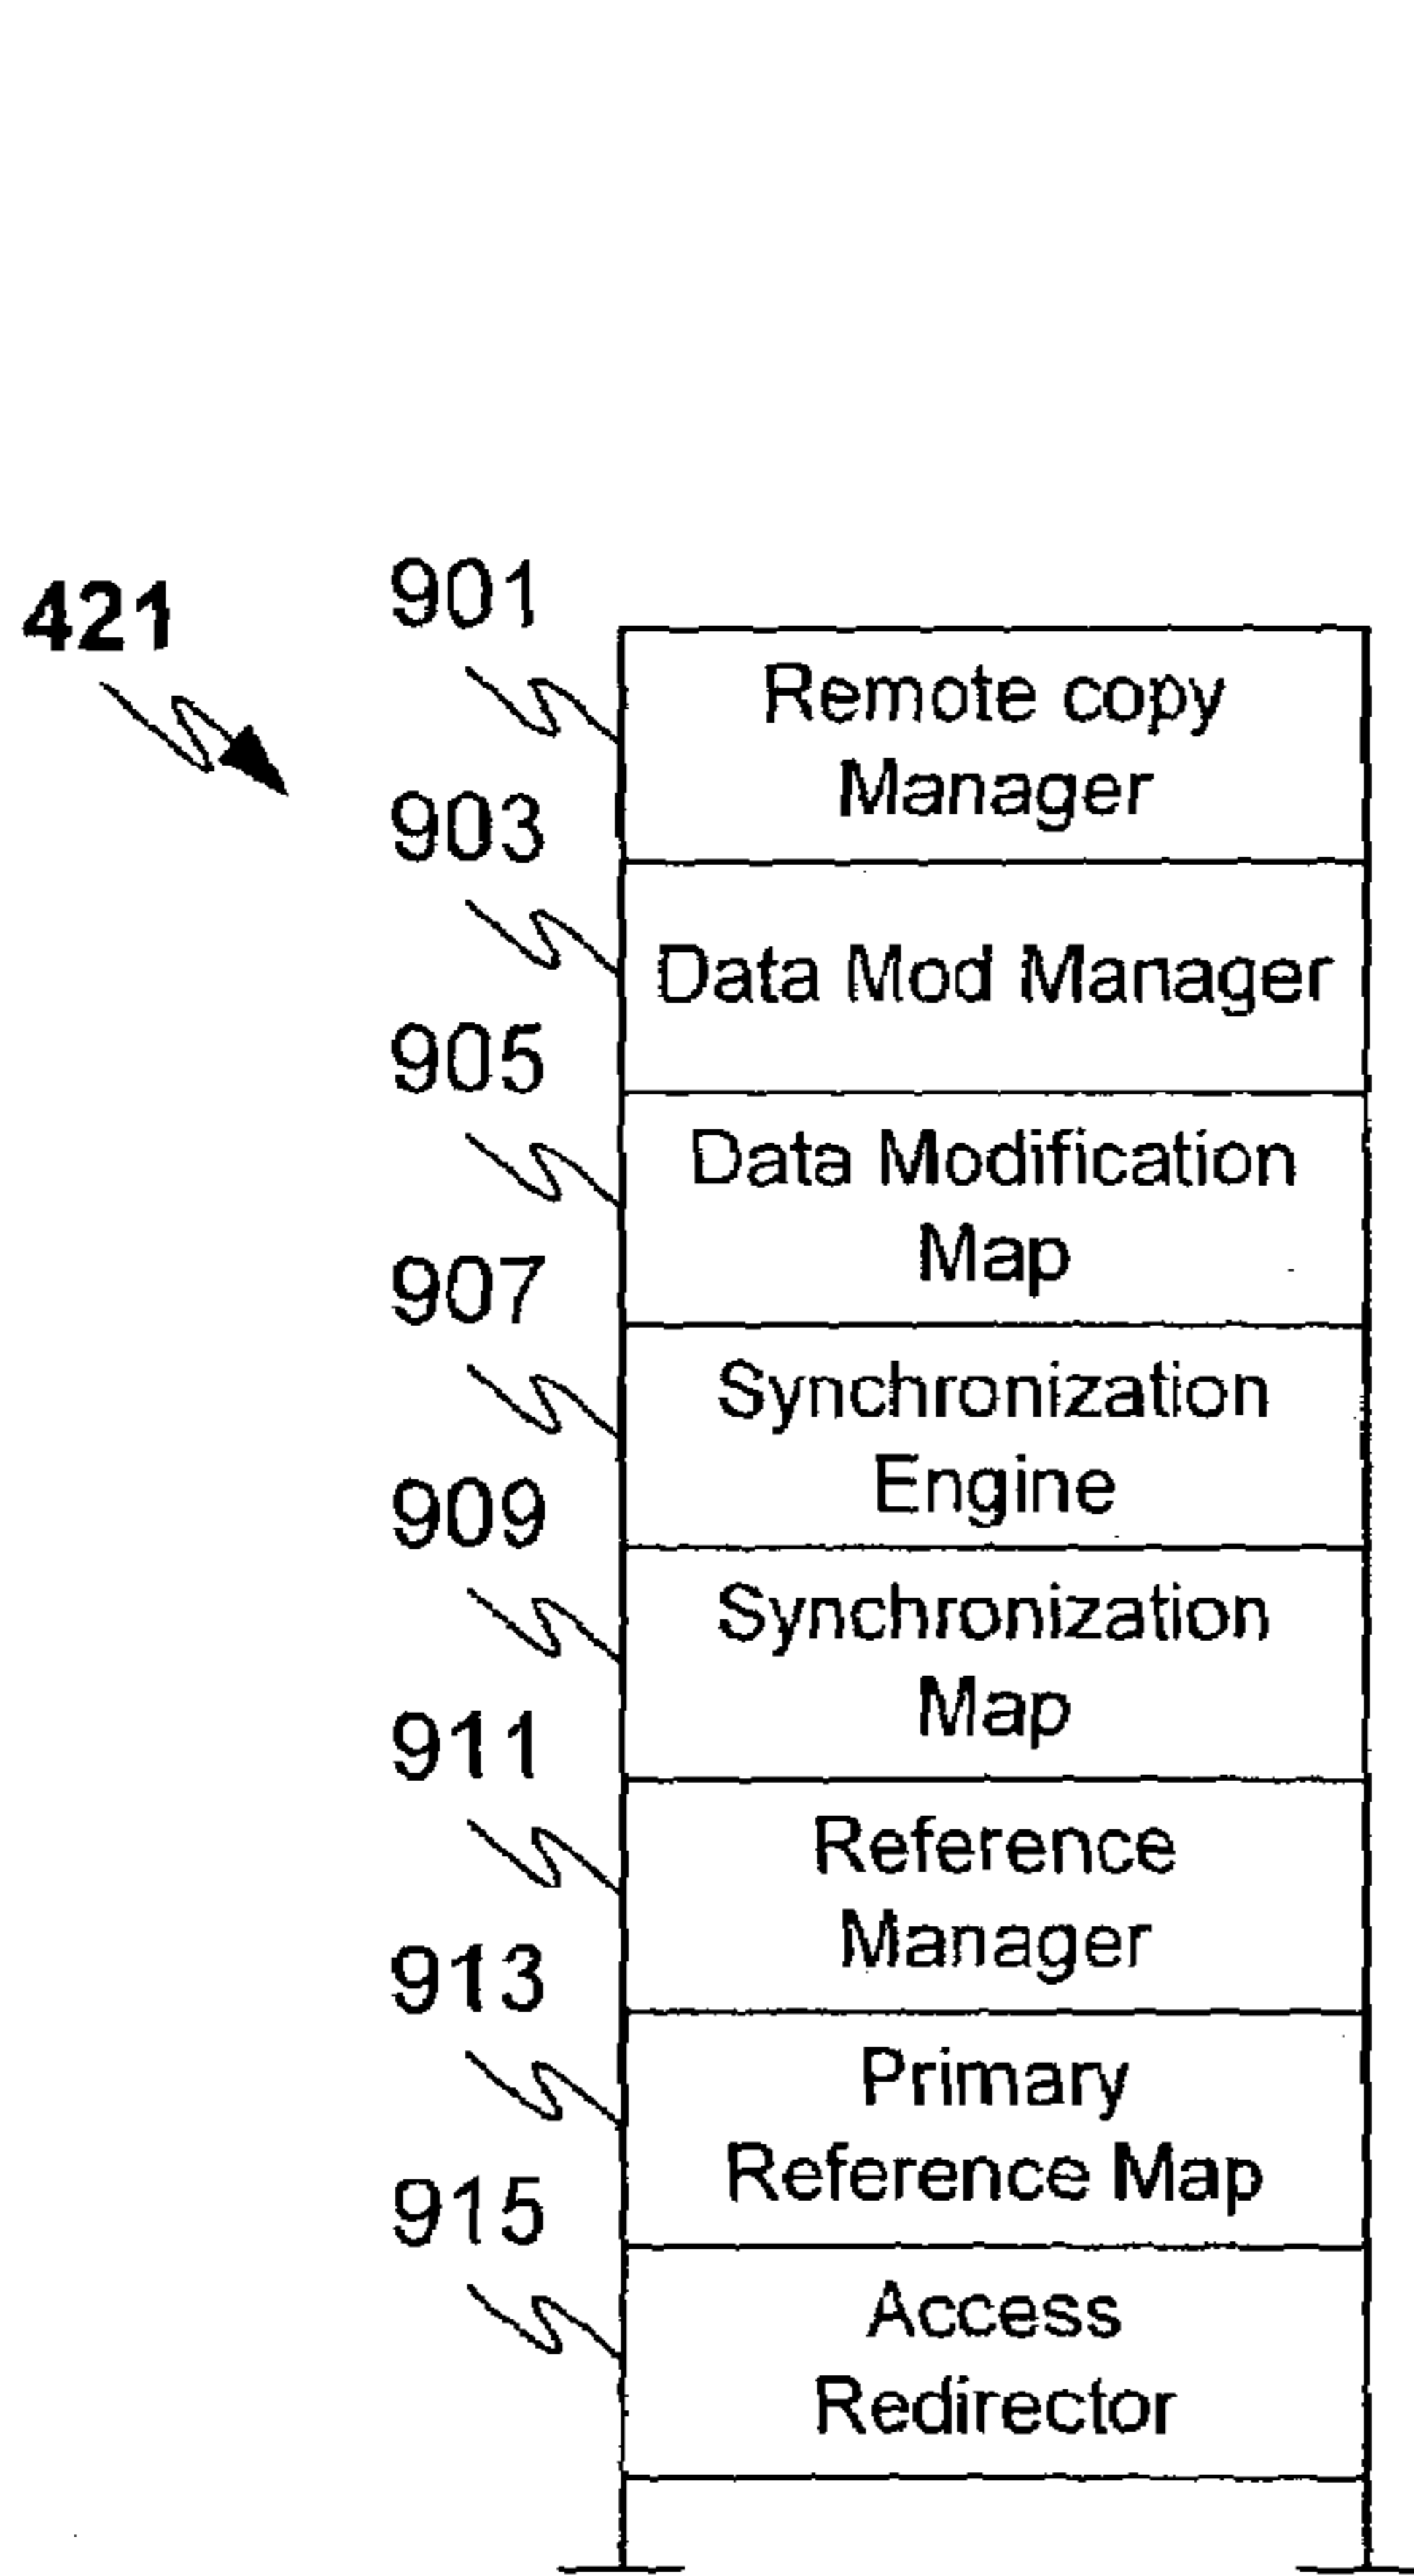 421
901
Remote copy
Manager
903
Data Mod Manager
905
Data Modification
Map
907
Synchronization
Engine
909
Synchronization
Map
911
Reference
Manager
913
Primary
Reference Map
915
Access
Redirector